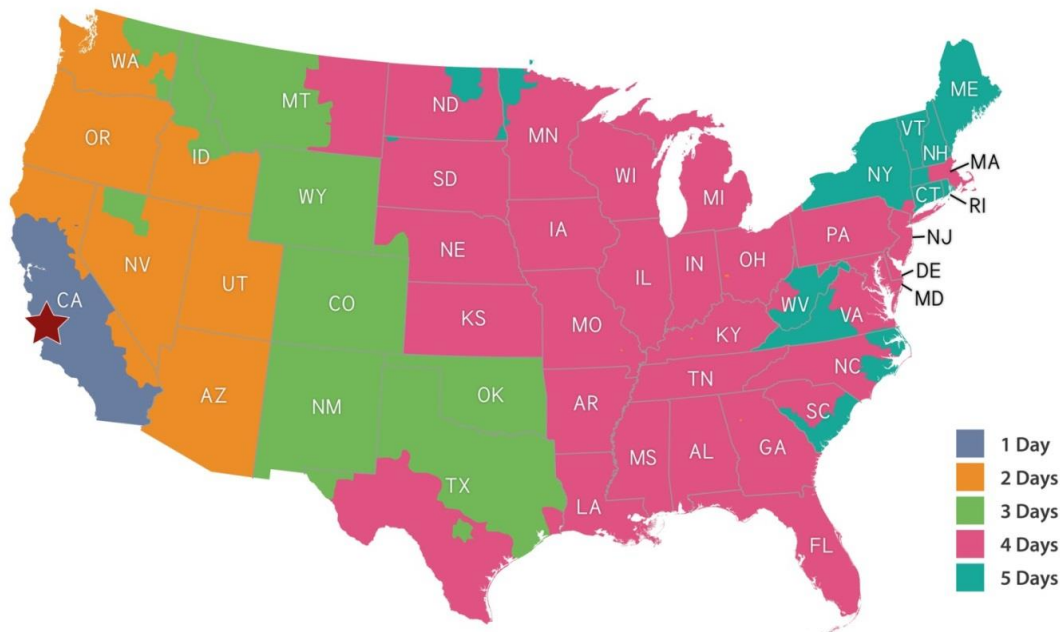 WA
MT
ND
MN
ME
VT
NH
MA
OR
ID
WY
SD
WI
MI
NY
CT
RI
NV
UT
CO
NE
IA
IL
IN
OH
PA
NJ
DE
MD
CA
KS
MO
KY
WV
VA
AZ
NM
OK
AR
TN
NC
SC
TX
LA
MS
AL
GA
FL
1 Day
2 Days
3 Days
4 Days
5 Days